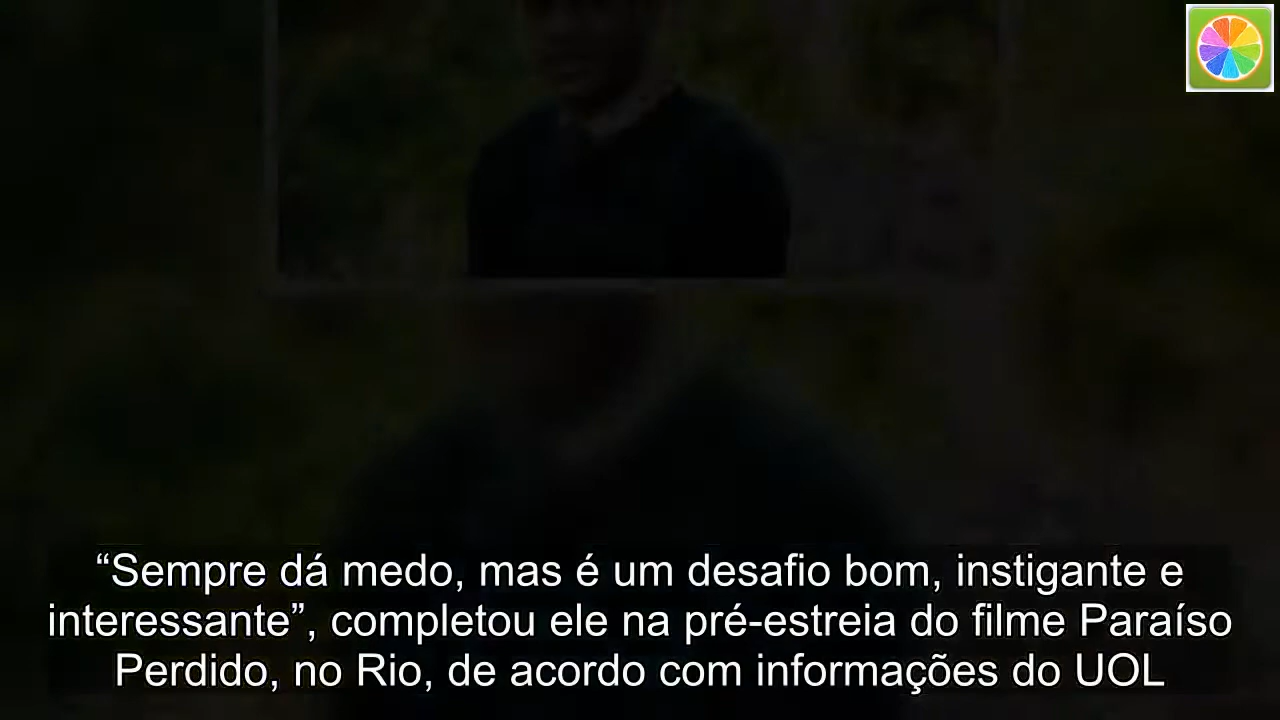 “Sempre dá medo, mas é um desafio bom, instigante e
interessante”, completou ele na pré-estreia do filme Paraíso
Perdido, no Rio, de acordo com informações do UOL